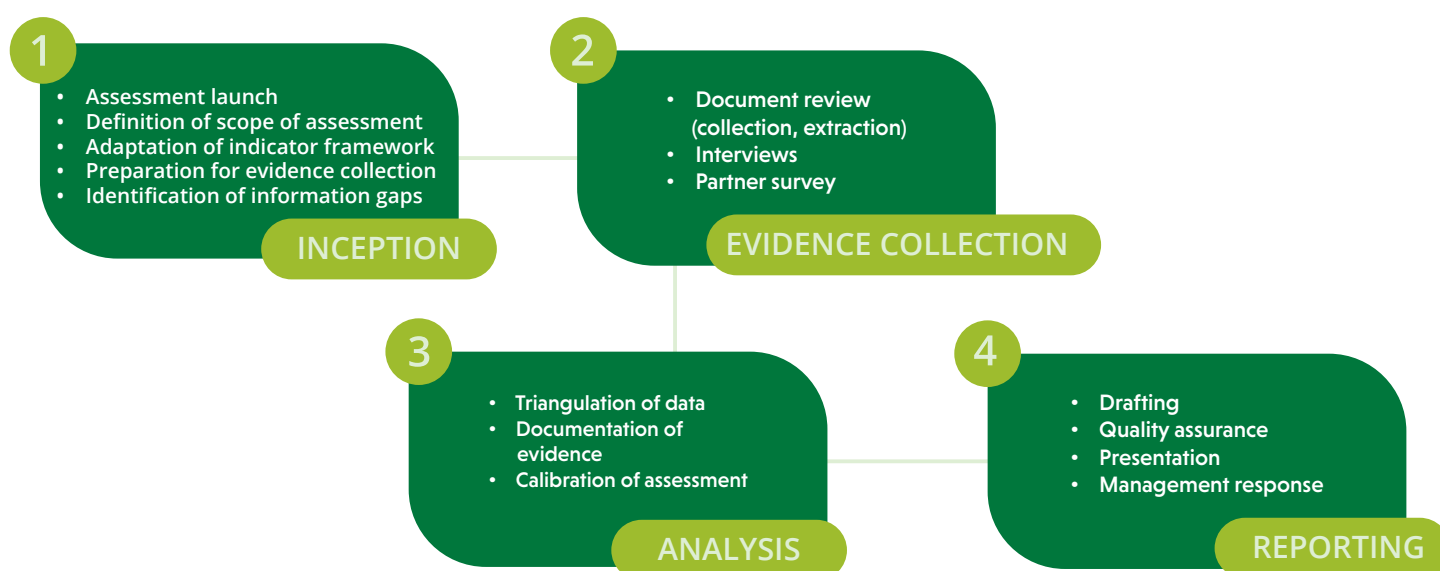 1
• Assessment launch
• Definition of scope of assessment
• Adaptation of indicator framework
• Preparation for evidence collection
• Identification of information gaps
INCEPTION
2
• Document review
(collection, extraction)
• Interviews
• Partner survey
EVIDENCE COLLECTION
3
• Triangulation of data
• Documentation of
evidence
• Calibration of assessment
ANALYSIS
4
• Drafting
• Quality assurance
• Presentation
• Management response
REPORTING